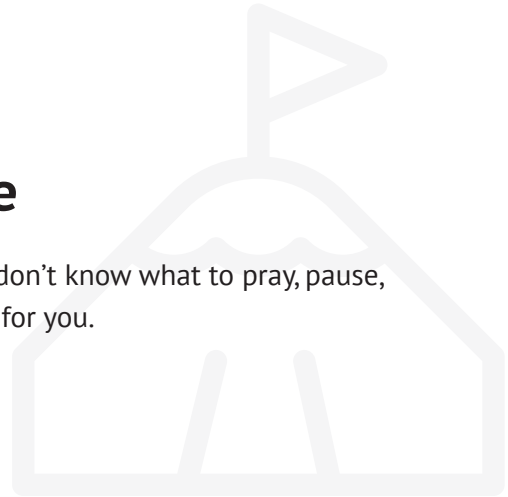 e
don’t know what to pray, pause,
for you.